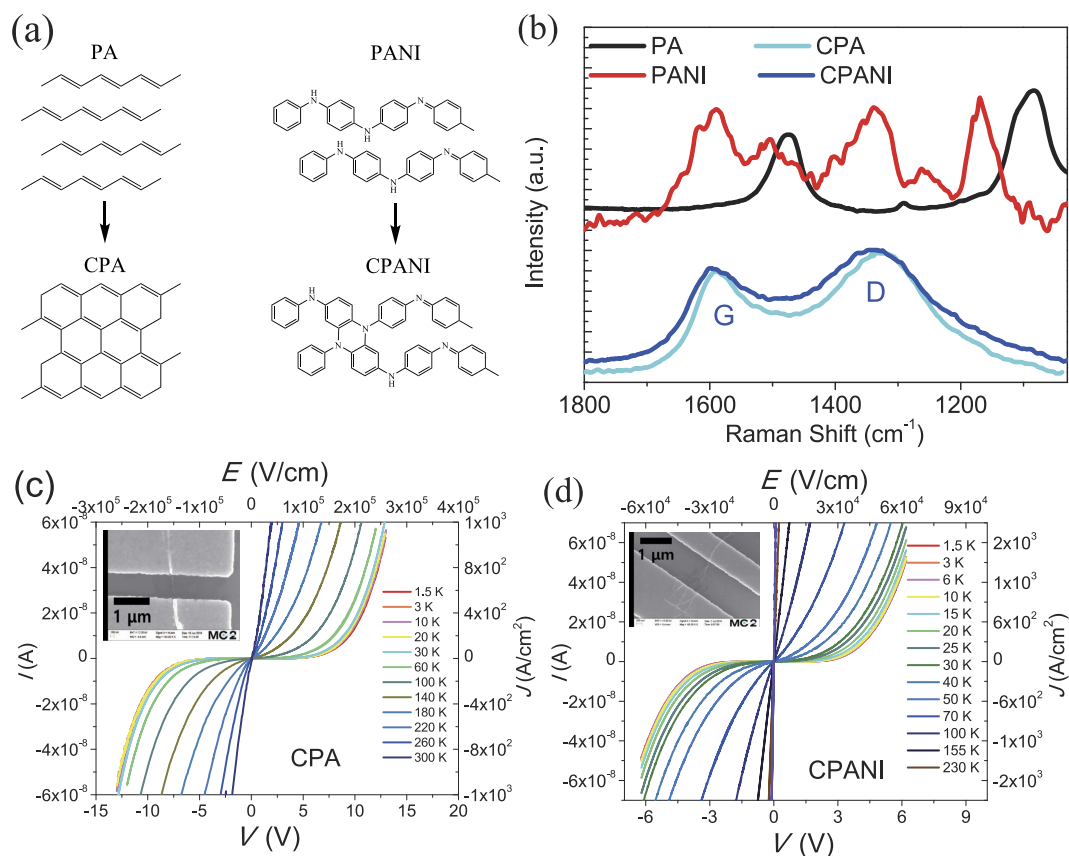 (a)
PA
PANI
H
N
N
N
H
H
N
N
N
H
CPA
CPANI
H
N
N
N
N
N
N
H
(b)
PA
CPA
PANI
CPANI
G
D
Intensity (a.u.)
1800 1600 1400 1200
Raman Shift (cm⁻¹)
(c)
E (V/cm)
-3x10⁵ -2x10⁵ -1x10⁵ 0 1x10⁵ 2x10⁵ 3x10⁵ 4x10⁵
6x10⁻⁸
4x10⁻⁸
2x10⁻⁸
0
-2x10⁻⁸
-4x10⁻⁸
-6x10⁻⁸
I (A)
1 µm
MC2
1.5 K
3 K
10 K
20 K
30 K
60 K
100 K
140 K
180 K
220 K
260 K
300 K
CPA
1x10³
8x10²
4x10²
0
-4x10²
-8x10²
-1x10³
J (A/cm²)
-15 -10 -5 0 5 10 15 20
V (V)
(d)
E (V/cm)
-6x10⁴ -3x10⁴ 0 3x10⁴ 6x10⁴ 9x10⁴
6x10⁻⁸
4x10⁻⁸
2x10⁻⁸
0
-2x10⁻⁸
-4x10⁻⁸
-6x10⁻⁸
I (A)
1 µm
MC2
1.5 K
3 K
6 K
10 K
15 K
20 K
25 K
30 K
40 K
50 K
70 K
100 K
155 K
230 K
CPANI
2x10³
1x10³
6x10²
0
-6x10²
-1x10³
-2x10³
J (A/cm²)
-6 -3 0 3 6 9
V (V)